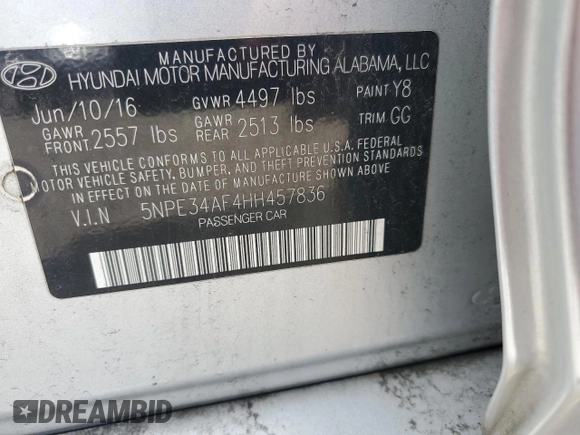 MANUFACTURED BY
HYUNDAI MOTOR MANUFACTURING ALABAMA, LLC
Jun/10/16 GVWR 4497 lbs PAINT Y8
GAWR FRONT 2557 lbs GAWR REAR 2513 lbs TRIM GG
THIS VEHICLE CONFORMS TO ALL APPLICABLE U.S.A. FEDERAL
MOTOR VEHICLE SAFETY, BUMPER, AND THEFT PREVENTION
STANDARDS IN EFFECT ON THE DATE OF MANUFACTURE SHOWN ABOVE
V.I.N 5NPE34AF4HH457836
PASSENGER CAR
DREAMBID